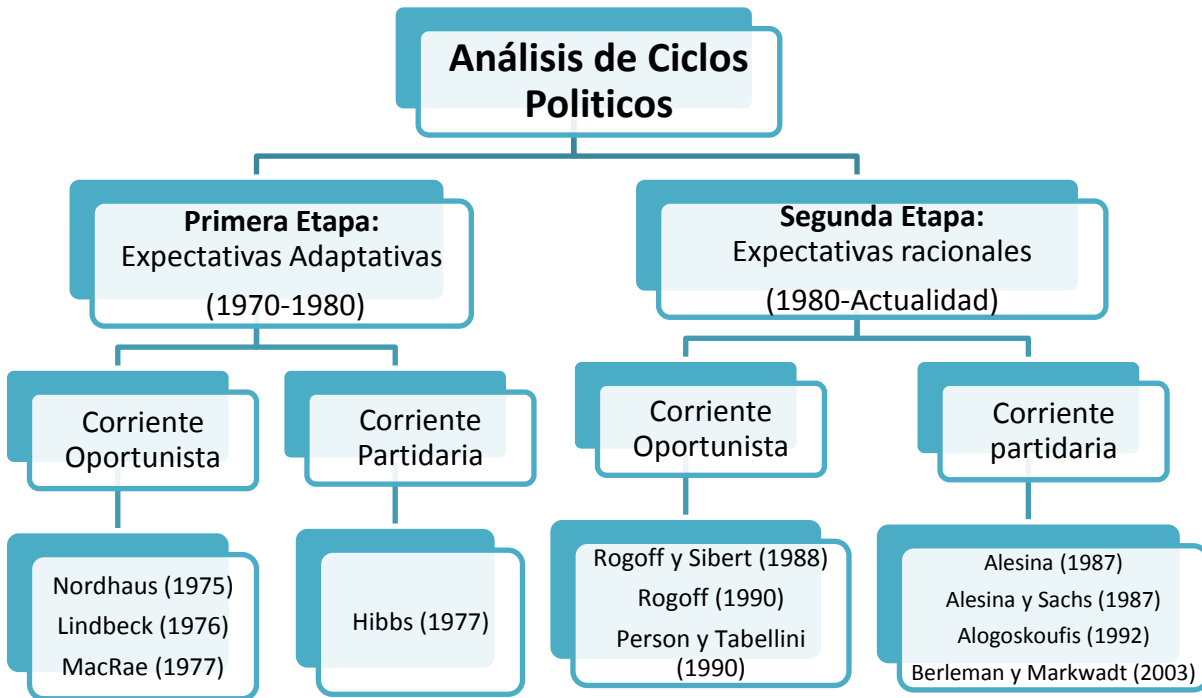 Análisis de Ciclos
Politicos
Primera Etapa:
Expectativas Adaptativas
(1970-1980)
Segunda Etapa:
Expectativas racionales
(1980-Actualidad)
Corriente
Oportunista
Corriente
Partidaria
Corriente
Oportunista
Corriente
partidaria
Nordhaus (1975)
Lindbeck (1976)
MacRae (1977)
Hibbs (1977)
Rogoff y Sibert (1988)
Rogoff (1990)
Person y Tabellini
(1990)
Alesina (1987)
Alesina y Sachs (1987)
Alogoskoufis (1992)
Berleman y Markwadt (2003)